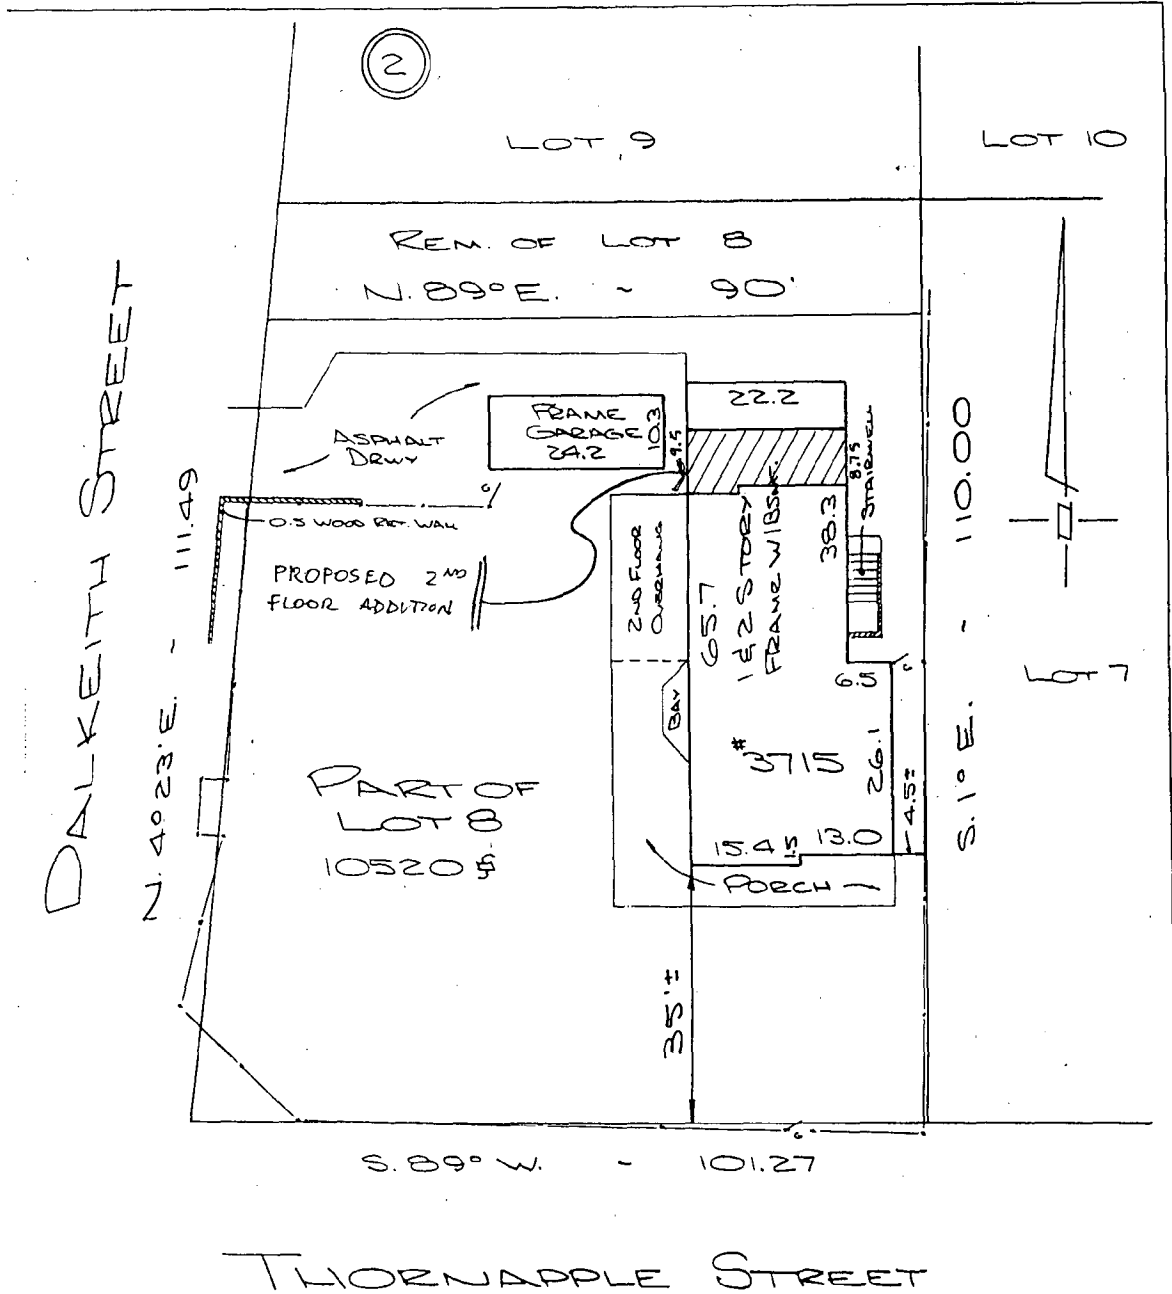 2
LOT 9
LOT 10
REM. OF LOT 8
N. 89° E. ~ 90'
DALKEITH STREET
N. 4° 23' E. - 111.49
ASPHALT
DRWY
FRAME
GARAGE
24.2
10.3
9.5
22.2
8.75
STAIRWELL
38.3
0.5 WOOD RET. WALL
G
PROPOSED 2ND
FLOOR ADDITION
2ND FLOOR
OVERHANG
65.7
1 & 2 STORY
FRAME W/BSMT.
110.00
S. 1° E. -
LOT 7
6.5
G
BAY
#3715
26.1
4.5±
PART OF
LOT 8
10520
15.4
1.5
13.0
PORCH
35'±
G
S. 89° W. - 101.27
THORNAPPLE STREET